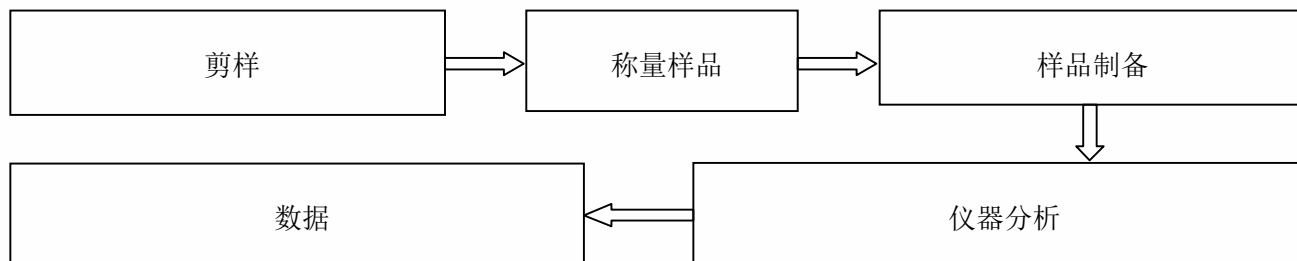 剪样
称量样品
样品制备
仪器分析
数据